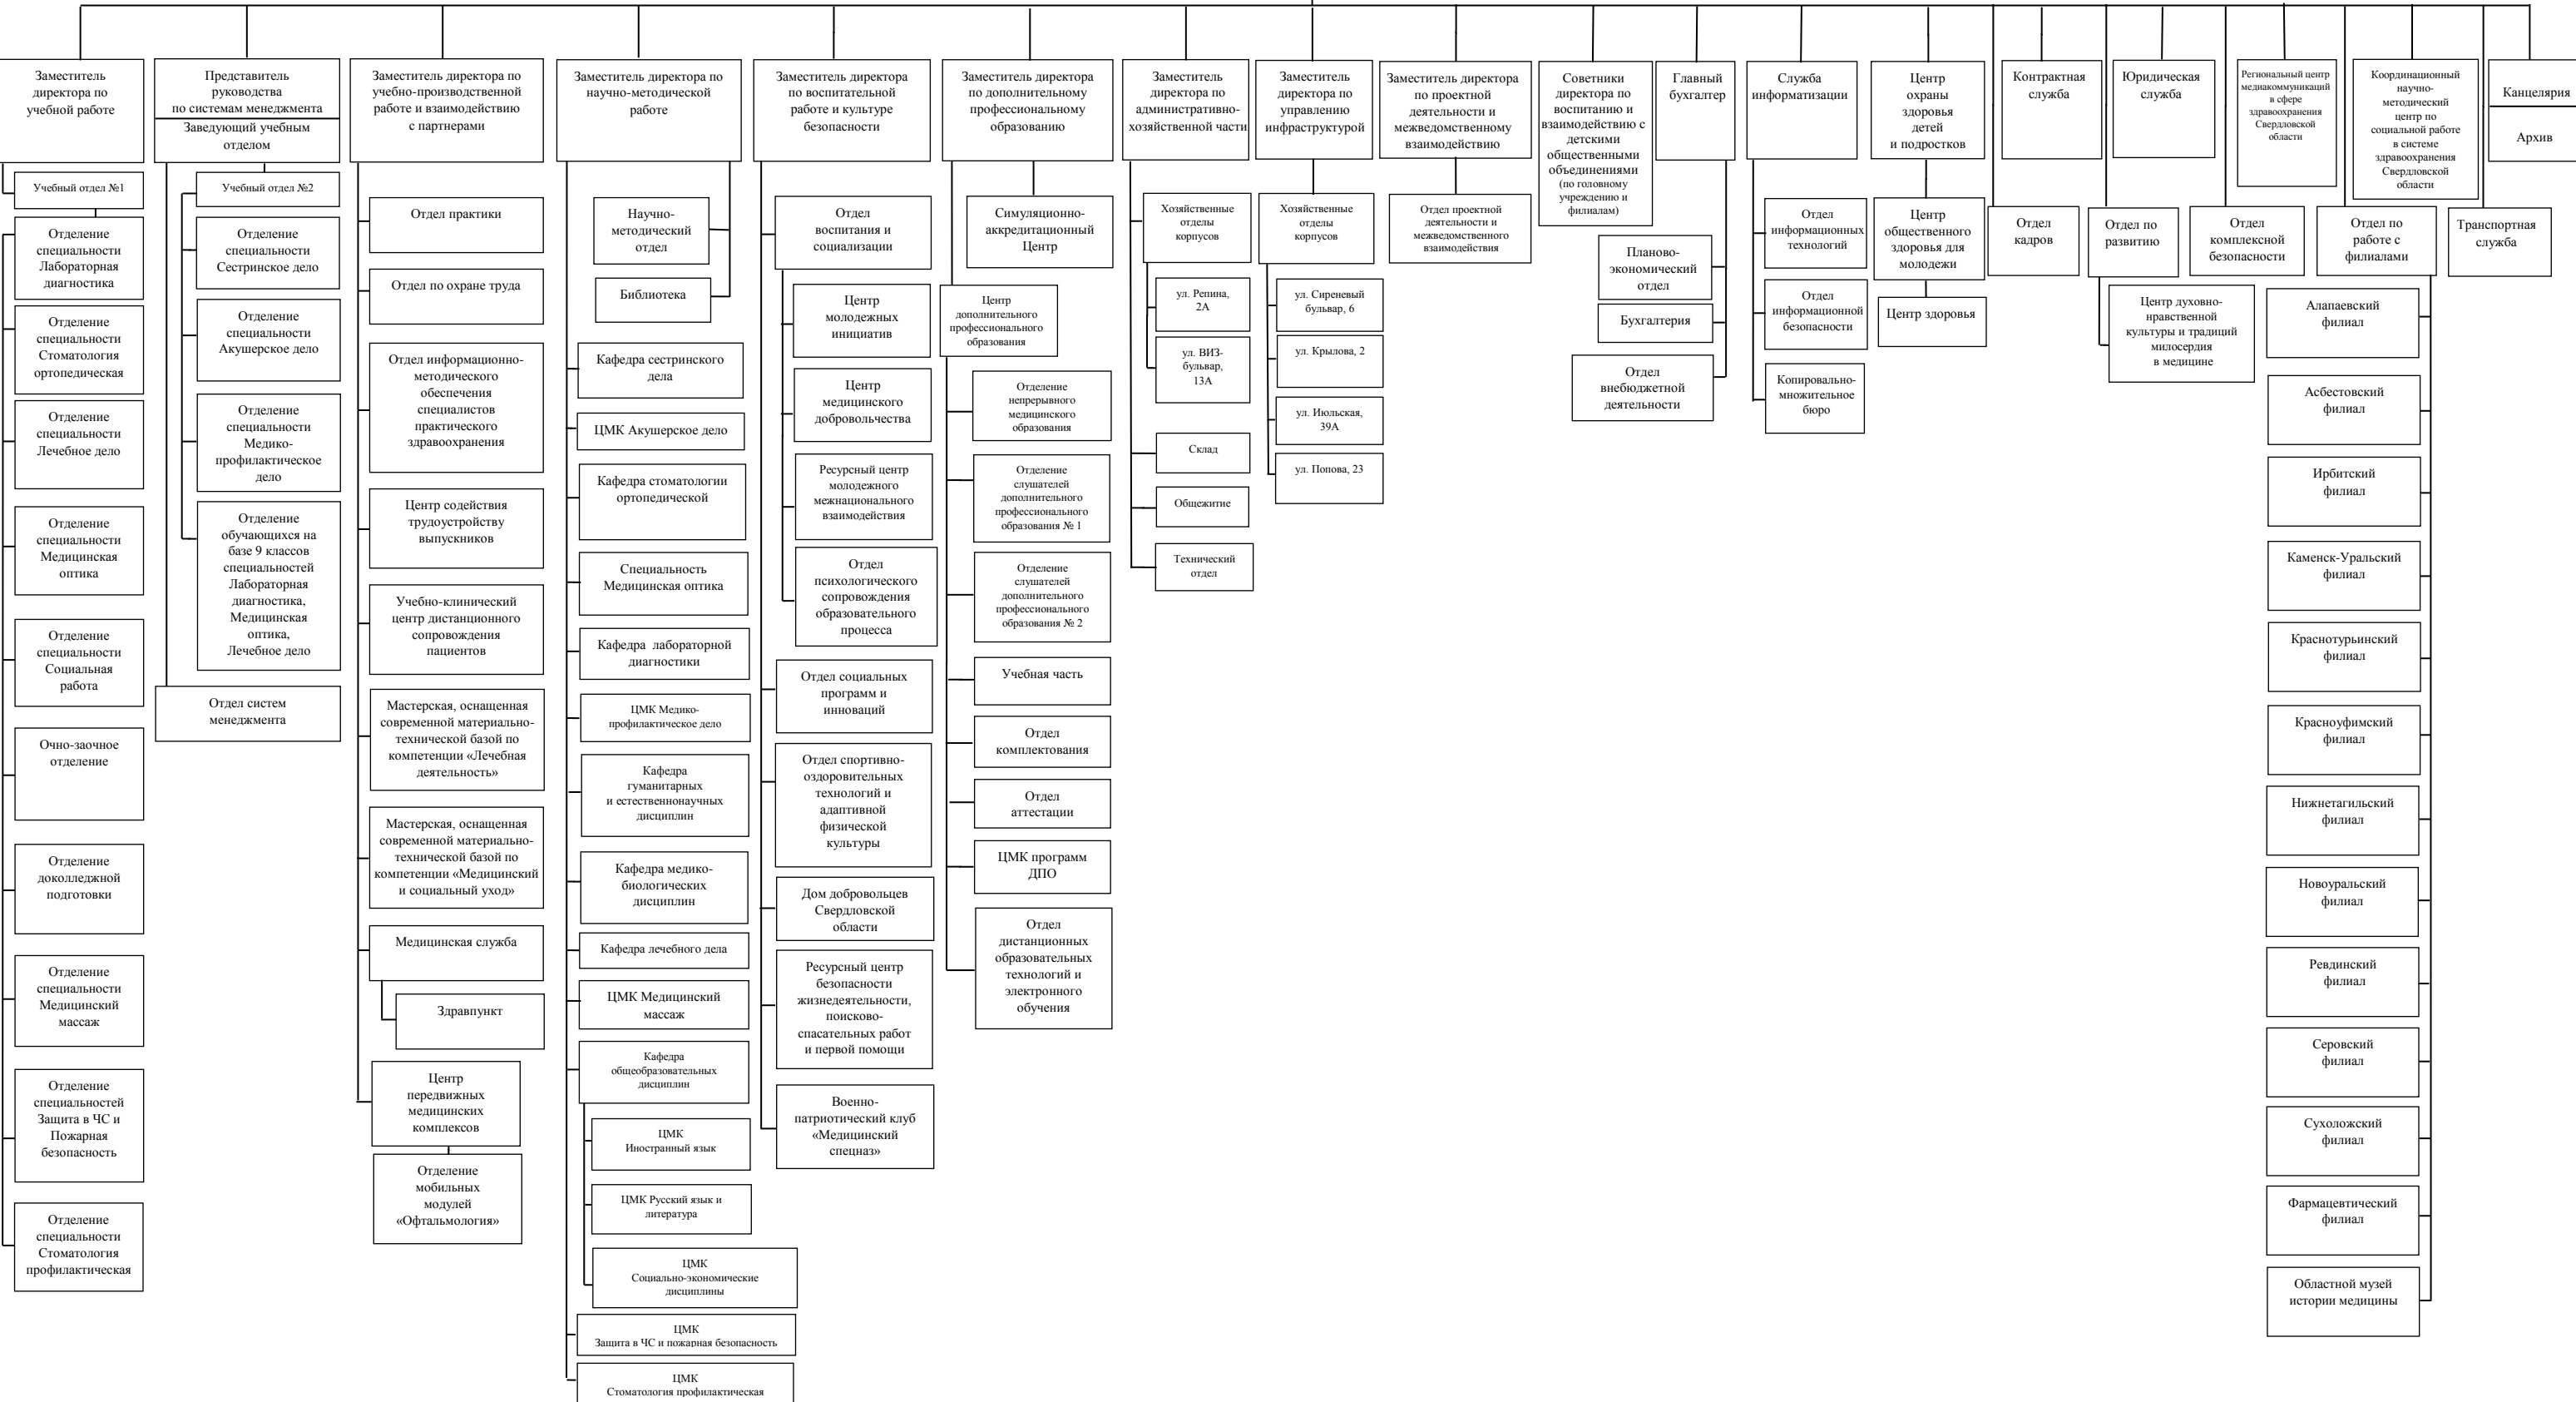 Заместитель
директора по
учебной работе
Учебный отдел №1
Отделение
специальности
Лабораторная
диагностика
Отделение
специальности
Стоматология
ортопедическая
Отделение
специальности
Лечебное дело
Отделение
специальности
Медицинская
оптика
Отделение
специальности
Социальная
работа
Очно-заочное
отделение
Отделение
доколледжной
подготовки
Отделение
специальности
Медицинский
массаж
Отделение
специальностей
Защита в ЧС и
Пожарная
безопасность
Отделение
специальности
Стоматология
профилактическая
Представитель
руководства
по системам менеджмента
Заведующий учебным
отделом
Учебный отдел №2
Отделение
специальности
Сестринское дело
Отделение
специальности
Акушерское дело
Отделение
специальности
Медико-
профилактическое
дело
Отделение
обучающихся на
базе 9 классов
специальностей
Лабораторная
диагностика,
Медицинская
оптика,
Лечебное дело
Отдел систем
менеджмента
Заместитель директора по
учебно-производственной
работе и взаимодействию
с партнерами
Отдел практики
Отдел по охране труда
Отдел информационно-
методического
обеспечения
специалистов
практического
здравоохранения
Центр содействия
трудоустройству
выпускников
Учебно-клинический
центр дистанционного
сопровождения
пациентов
Мастерская, оснащенная
современной материально-
технической базой по
компетенции «Лечебная
деятельность»
Мастерская, оснащенная
современной материально-
технической базой по
компетенции «Медицинский
и социальный уход»
Медицинская служба
Здравпункт
Центр
передвижных
медицинских
комплексов
Отделение
мобильных
модулей
«Офтальмология»
Заместитель директора по
научно-методической
работе
Научно-
методический
отдел
Библиотека
Кафедра сестринского
дела
ЦМК Акушерское дело
Кафедра стоматологии
ортопедической
Специальность
Медицинская оптика
Кафедра лабораторной
диагностики
ЦМК Медико-
профилактическое дело
Кафедра
гуманитарных
и естественнонаучных
дисциплин
Кафедра медико-
биологических
дисциплин
Кафедра лечебного дела
ЦМК Медицинский
массаж
Кафедра
общеобразовательных
дисциплин
ЦМК
Иностранный язык
ЦМК Русский язык и
литература
ЦМК
Социально-экономические
дисциплины
ЦМК
Защита в ЧС и пожарная безопасность
ЦМК
Стоматология профилактическая
Заместитель директора
по воспитательной
работе и культуре
безопасности
Отдел
воспитания и
социализации
Центр
молодежных
инициатив
Центр
медицинского
добровольчества
Ресурсный центр
молодежного
межнационального
взаимодействия
Отдел
психологического
сопровождения
образовательного
процесса
Отдел социальных
программ и
инноваций
Отдел спортивно-
оздоровительных
технологий и
адаптивной
физической
культуры
Дом добровольцев
Свердловской
области
Ресурсный центр
безопасности
жизнедеятельности,
поисково-
спасательных работ
и первой помощи
Военно-
патриотический клуб
«Медицинский
спецназ»
Заместитель директора
по дополнительному
профессиональному
образованию
Симуляционно-
аккредитационный
Центр
Центр
дополнительного
профессионального
образования
Отделение
непрерывного
медицинского
образования
Отделение
слушателей
дополнительного
профессионального
образования № 1
Отделение
слушателей
дополнительного
профессионального
образования № 2
Учебная часть
Отдел
комплектования
Отдел
аттестации
ЦМК программ
ДПО
Отдел
дистанционных
образовательных
технологий и
электронного
обучения
Заместитель
директора по
административно-
хозяйственной части
Хозяйственные
отделы
корпусов
ул. Репина,
2А
ул. ВИЗ-
бульвар,
13А
Склад
Общежитие
Технический
отдел
Заместитель
директора по
управлению
инфраструктурой
Хозяйственные
отделы
корпусов
ул. Сиреневый
бульвар, 6
ул. Крылова, 2
ул. Июльская,
39А
ул. Попова, 23
Заместитель директора
по проектной
деятельности и
межведомственному
взаимодействию
Отдел проектной
деятельности и
межведомственного
взаимодействия
Советники
директора по
воспитанию и
взаимодействию с
детскими
общественными
объединениями
(по головному
учреждению и
филиалам)
Главный
бухгалтер
Планово-
экономический
отдел
Бухгалтерия
Отдел
внебюджетной
деятельности
Служба
информатизации
Отдел
информационных
технологий
Отдел
информационной
безопасности
Копировально-
множительное
бюро
Центр
охраны
здоровья
детей
и подростков
Центр
общественного
здоровья для
молодежи
Центр здоровья
Контрактная
служба
Отдел
кадров
Юридическая
служба
Отдел по
развитию
Центр духовно-
нравственной
культуры и традиций
милосердия
в медицине
Региональный центр
медиакоммуникаций
в сфере
здравоохранения
Свердловской
области
Отдел
комплексной
безопасности
Координационный
научно-
методический
центр по
социальной работе
в системе
здравоохранения
Свердловской
области
Отдел по
работе с
филиалами
Алапаевский
филиал
Асбестовский
филиал
Ирбитский
филиал
Каменск-Уральский
филиал
Краснотурьинский
филиал
Красноуфимский
филиал
Нижнетагильский
филиал
Новоуральский
филиал
Ревдинский
филиал
Серовский
филиал
Сухоложский
филиал
Фармацевтический
филиал
Областной музей
истории медицины
Канцелярия
Архив
Транспортная
служба